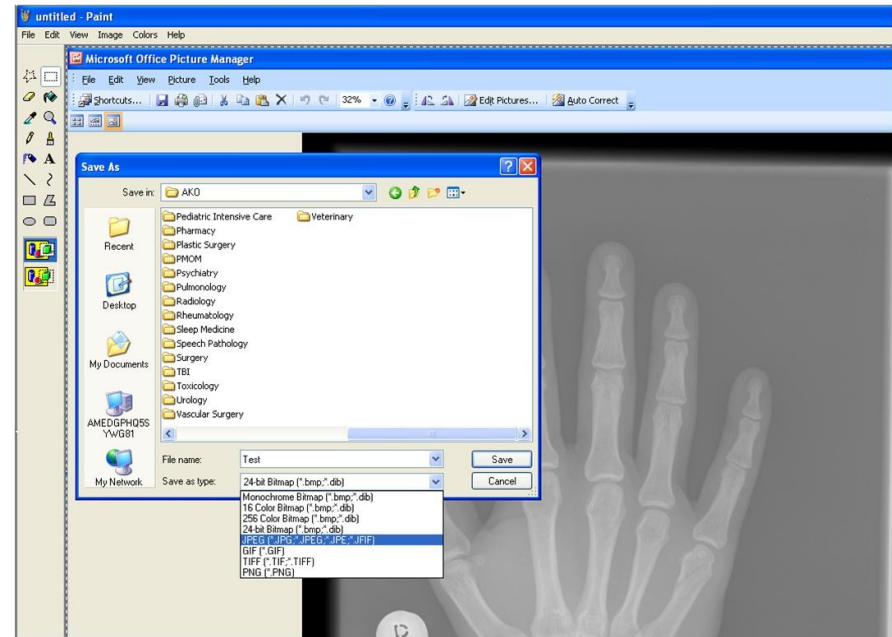 untitled - Paint
File Edit View Image Colors Help
Microsoft Office Picture Manager
File Edit View Picture Tools Help
Shortcuts... 32% Edit Pictures... Auto Correct
A
Save As
Save in: AKO
Pediatric Intensive Care Veterinary
Pharmacy
Plastic Surgery
PMOM
Psychiatry
Pulmonology
Radiology
Rheumatology
Sleep Medicine
Speech Pathology
Surgery
TBI
Toxicology
Urology
Vascular Surgery
Recent
Desktop
My Documents
AMEDGPHQ5S
YWG81
My Network
File name: Test Save
Save as type: 24-bit Bitmap (*.bmp;*.dib) Cancel
Monochrome Bitmap (*.bmp;*.dib)
16 Color Bitmap (*.bmp;*.dib)
256 Color Bitmap (*.bmp;*.dib)
24-bit Bitmap (*.bmp;*.dib)
JPEG (*.JPG;*.JPEG;*.JPE;*.JFIF)
GIF (*.GIF)
TIFF (*.TIF;*.TIFF)
PNG (*.PNG)